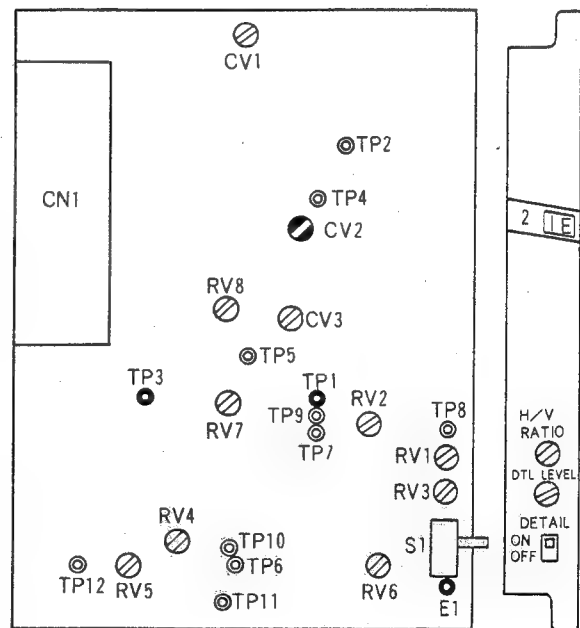 CV1
TP2
CN1
TP4
2 IE
CV2
RV8
CV3
TP5
TP3
TP1
RV2
TP8
H/V
RATIO
RV7
TP9
TP7
RV1
DTL LEVEL
RV3
RV4
S1
DETAIL
ON
OFF
TP10
TP12
RV5
TP6
RV6
E1
TP11